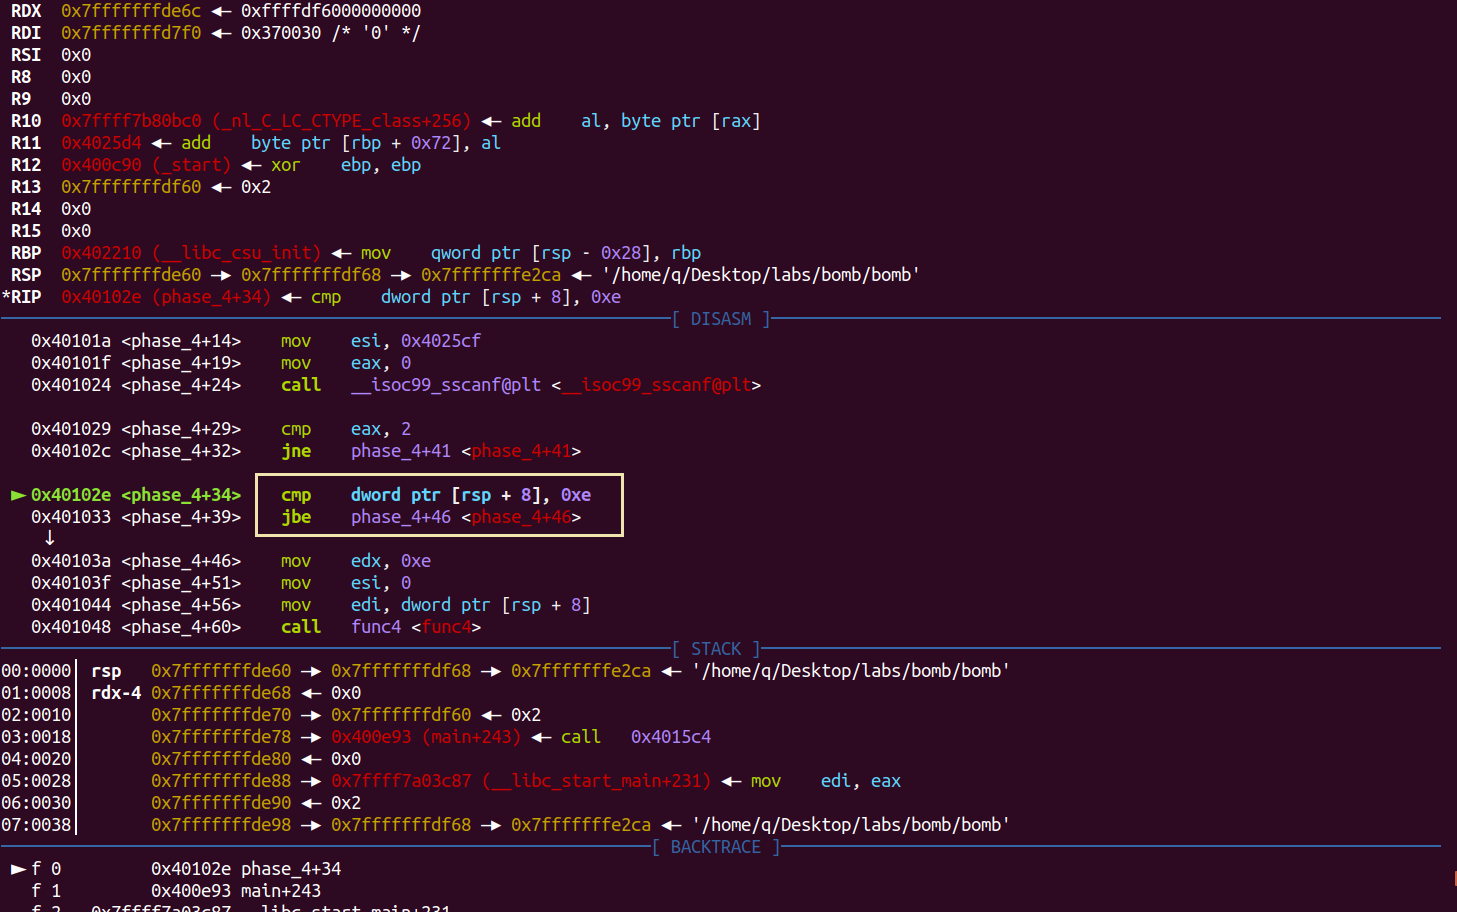 RDX  0x7fffffffde6c ◂— 0xffffdf6000000000
RDI  0x7fffffffd7f0 ◂— 0x370030 /* '0' */
RSI  0x0
R8   0x0
R9   0x0
R10  0x7ffff7b80bc0 (_nl_C_LC_CTYPE_class+256) ◂— add    al, byte ptr [rax]
R11  0x4025d4 ◂— add    byte ptr [rbp + 0x72], al
R12  0x400c90 (_start) ◂— xor    ebp, ebp
R13  0x7fffffffdf60 ◂— 0x2
R14  0x0
R15  0x0
RBP  0x402210 (__libc_csu_init) ◂— mov    qword ptr [rsp - 0x28], rbp
RSP  0x7fffffffde60 —▸ 0x7fffffffdf68 —▸ 0x7fffffffe2ca ◂— '/home/q/Desktop/labs/bomb/bomb'
*RIP  0x40102e (phase_4+34) ◂— cmp    dword ptr [rsp + 8], 0xe
[ DISASM ]
0x40101a <phase_4+14>    mov    esi, 0x4025cf
0x40101f <phase_4+19>    mov    eax, 0
0x401024 <phase_4+24>    call   __isoc99_sscanf@plt <__isoc99_sscanf@plt>
0x401029 <phase_4+29>    cmp    eax, 2
0x40102c <phase_4+32>    jne    phase_4+41 <phase_4+41>
► 0x40102e <phase_4+34>    cmp    dword ptr [rsp + 8], 0xe
0x401033 <phase_4+39>    jbe    phase_4+46 <phase_4+46>
↓
0x40103a <phase_4+46>    mov    edx, 0xe
0x40103f <phase_4+51>    mov    esi, 0
0x401044 <phase_4+56>    mov    edi, dword ptr [rsp + 8]
0x401048 <phase_4+60>    call   func4 <func4>
[ STACK ]
00:0000│ rsp   0x7fffffffde60 —▸ 0x7fffffffdf68 —▸ 0x7fffffffe2ca ◂— '/home/q/Desktop/labs/bomb/bomb'
01:0008│ rdx-4 0x7fffffffde68 ◂— 0x0
02:0010│       0x7fffffffde70 —▸ 0x7fffffffdf60 ◂— 0x2
03:0018│       0x7fffffffde78 —▸ 0x400e93 (main+243) ◂— call   0x4015c4
04:0020│       0x7fffffffde80 ◂— 0x0
05:0028│       0x7fffffffde88 —▸ 0x7ffff7a03c87 (__libc_start_main+231) ◂— mov    edi, eax
06:0030│       0x7fffffffde90 ◂— 0x2
07:0038│       0x7fffffffde98 —▸ 0x7fffffffdf68 —▸ 0x7fffffffe2ca ◂— '/home/q/Desktop/labs/bomb/bomb'
[ BACKTRACE ]
► f 0         0x40102e phase_4+34
f 1         0x400e93 main+243
f 2   0x7ffff7a03c87 __libc_start_main+231